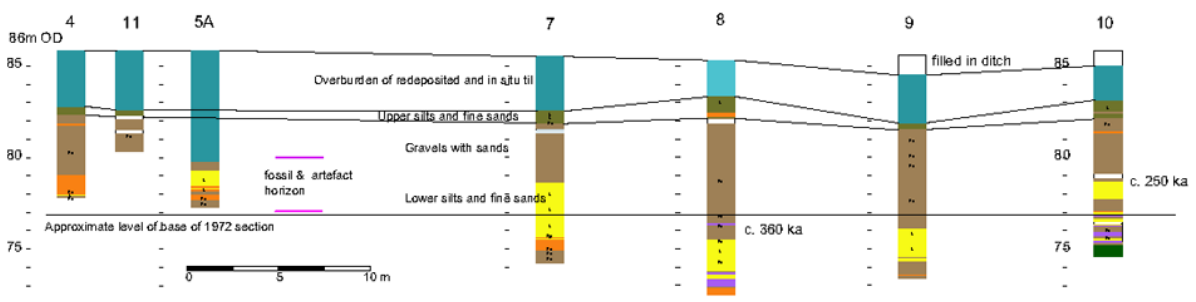 4 11 5A 7 8 9 10
86m OD
85 85
filled in ditch
Overburden of redeposited and in situ til
Upper silts and fine sands
Gravels with sands
80 80
fossil & artefact
horizon
c. 250 ka
Lower silts and fine sands
Approximate level of base of 1972 section
c. 360 ka
75 75
0 5 10 m